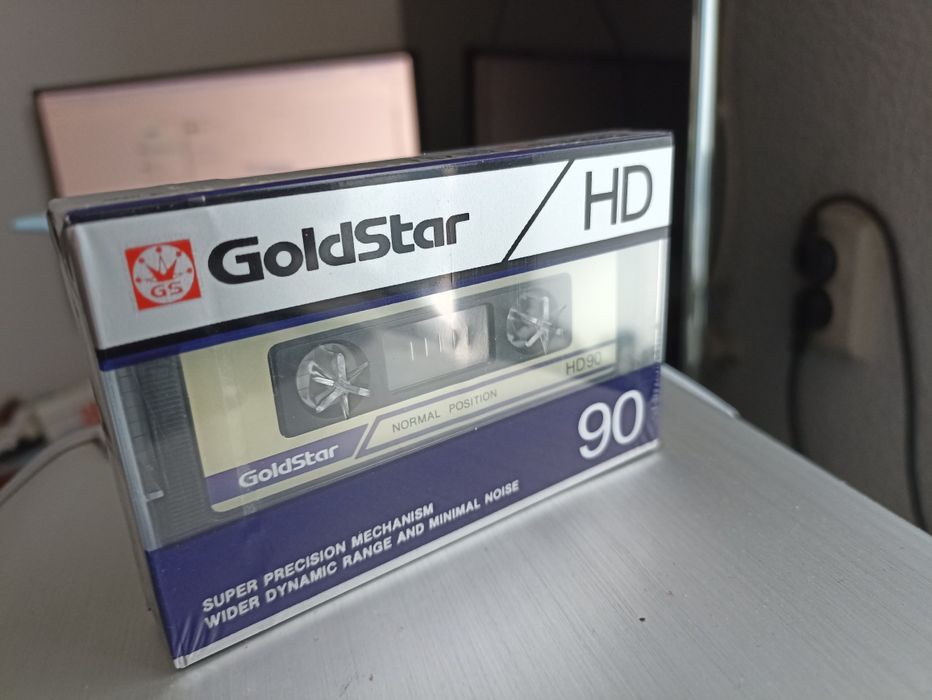 GoldStar
HD
GS
HD90
NORMAL POSITION
GoldStar
90
SUPER PRECISION MECHANISM
WIDER DYNAMIC RANGE AND MINIMAL NOISE